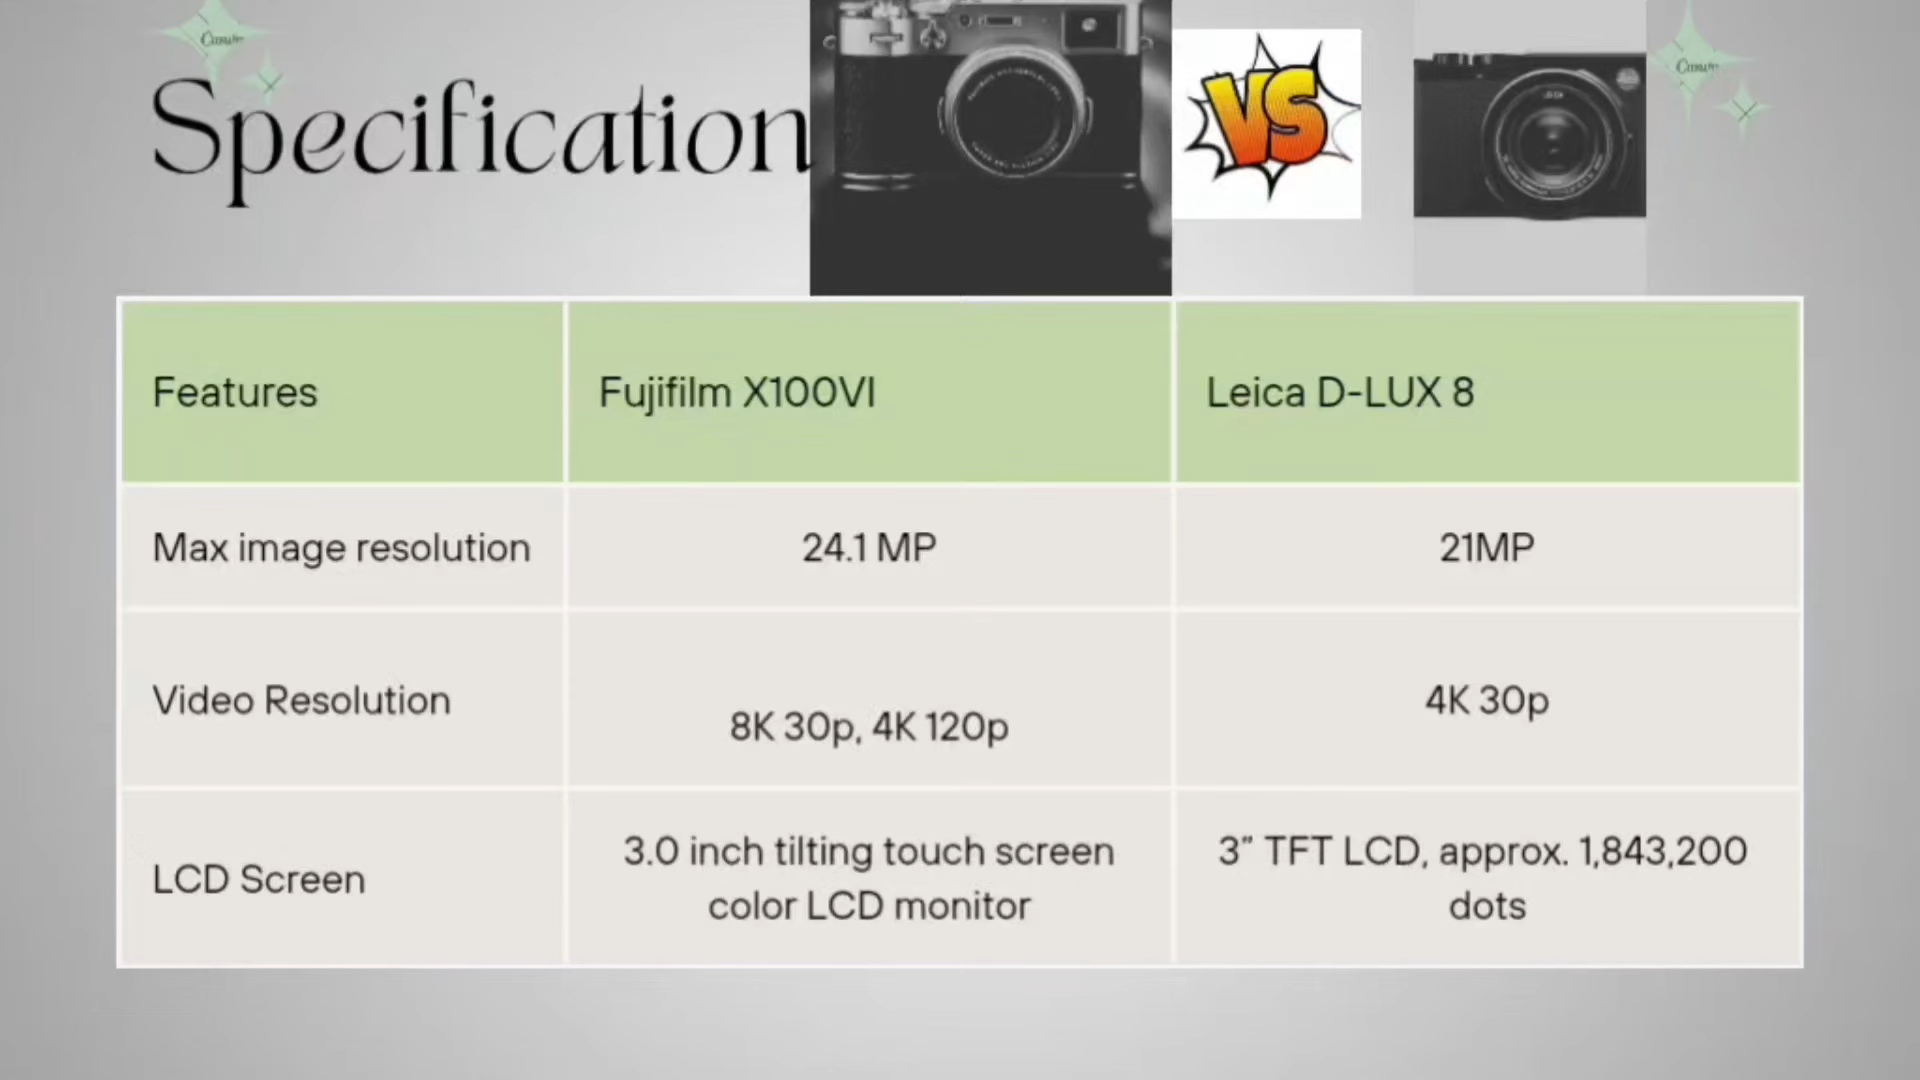 Canva
Canva
Specification
VS
Features
Fujifilm X100VI
Leica D-LUX 8
Max image resolution
24.1 MP
21MP
Video Resolution
8K 30p, 4K 120p
4K 30p
LCD Screen
3.0 inch tilting touch screen
color LCD monitor
3” TFT LCD, approx. 1,843,200
dots